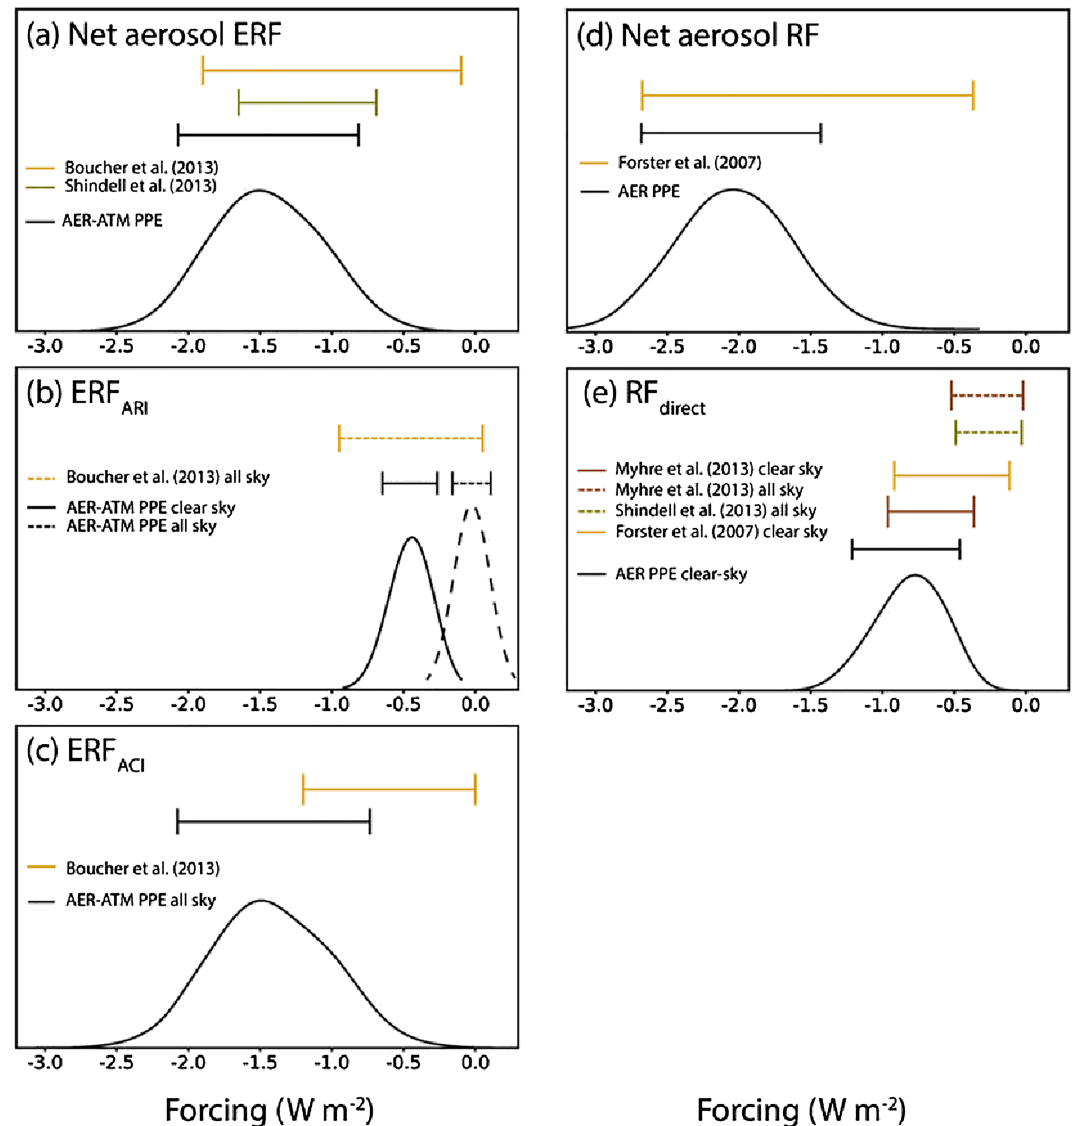 (a) Net aerosol ERF
Boucher et al. (2013)
Shindell et al. (2013)
AER-ATM PPE
-3.0 -2.5 -2.0 -1.5 -1.0 -0.5 0.0
(d) Net aerosol RF
Forster et al. (2007)
AER PPE
-3.0 -2.5 -2.0 -1.5 -1.0 -0.5 0.0
(b) ERF ARI
Boucher et al. (2013) all sky
AER-ATM PPE clear sky
AER-ATM PPE all sky
-3.0 -2.5 -2.0 -1.5 -1.0 -0.5 0.0
(e) RF direct
Myhre et al. (2013) clear sky
Myhre et al. (2013) all sky
Shindell et al. (2013) all sky
Forster et al. (2007) clear sky
AER PPE clear-sky
-3.0 -2.5 -2.0 -1.5 -1.0 -0.5 0.0
(c) ERF ACI
Boucher et al. (2013)
AER-ATM PPE all sky
-3.0 -2.5 -2.0 -1.5 -1.0 -0.5 0.0
Forcing (W m-2)
Forcing (W m-2)